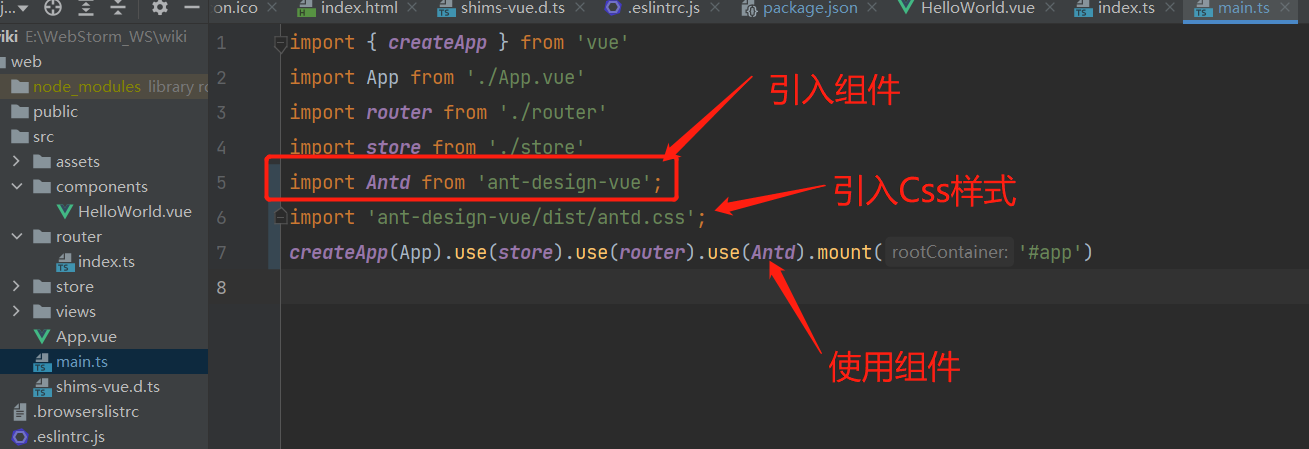 j... on.ico index.html shims-vue.d.ts .eslintrc.js package.json HelloWorld.vue index.ts main.ts
wiki E:\WebStorm_WS\wiki
web
node_modules library
public
src
assets
components
HelloWorld.vue
router
index.ts
store
views
App.vue
main.ts
shims-vue.d.ts
.browserslistrc
.eslintrc.js
1 import { createApp } from 'vue'
2 import App from './App.vue'
3 import router from './router'
4 import store from './store'
5 import Antd from 'ant-design-vue';
6 import 'ant-design-vue/dist/antd.css';
7 createApp(App).use(store).use(router).use(Antd).mount( rootContainer: '#app')
8
引入组件
引入Css样式
使用组件